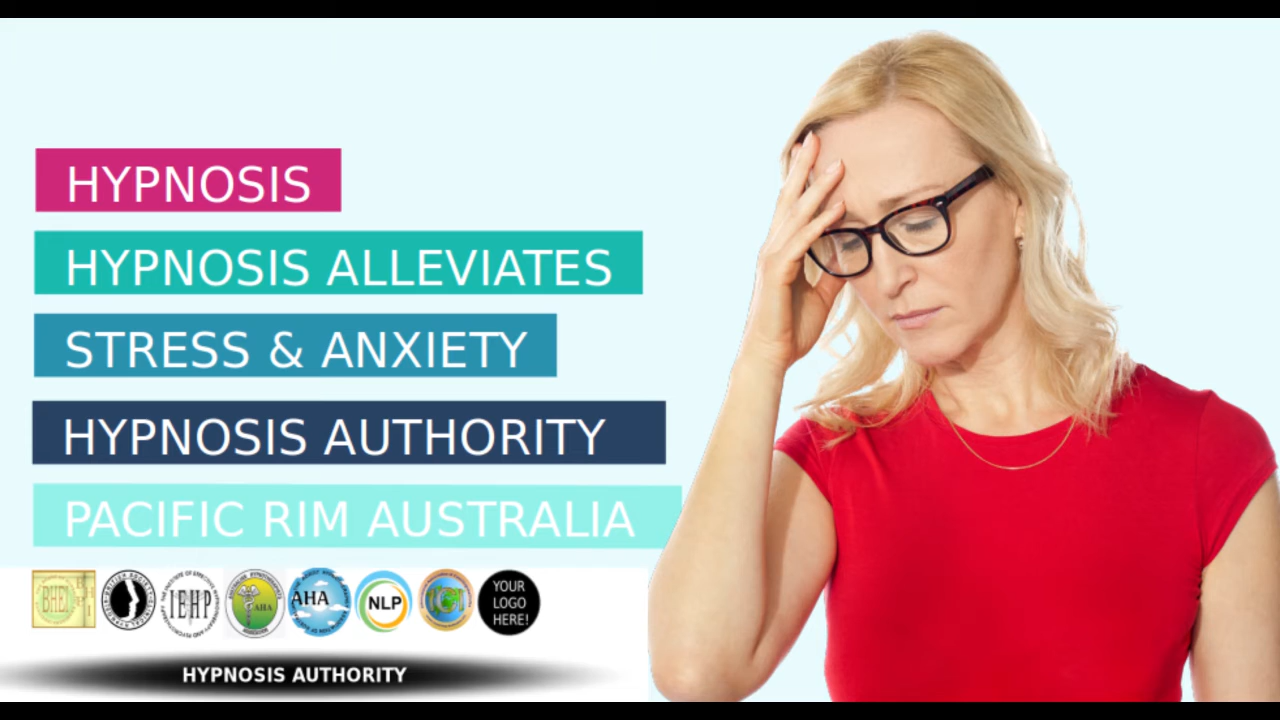 HYPNOSIS
HYPNOSIS ALLEVIATES
STRESS & ANXIETY
HYPNOSIS AUTHORITY
PACIFIC RIM AUSTRALIA
BHEI
IEHP
AHA
AHA
NLP
YOUR
LOGO
HERE!
HYPNOSIS AUTHORITY